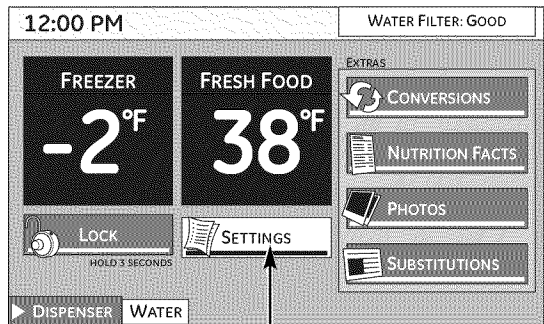 12:00 PM
WATER FILTER: GOOD
FREEZER
-2°F
FRESH FOOD
38°F
EXTRAS
CONVERSIONS
NUTRITION FACTS
PHOTOS
SUBSTITUTIONS
LOCK
HOLD 3 SECONDS
SETTINGS
DISPENSER
WATER